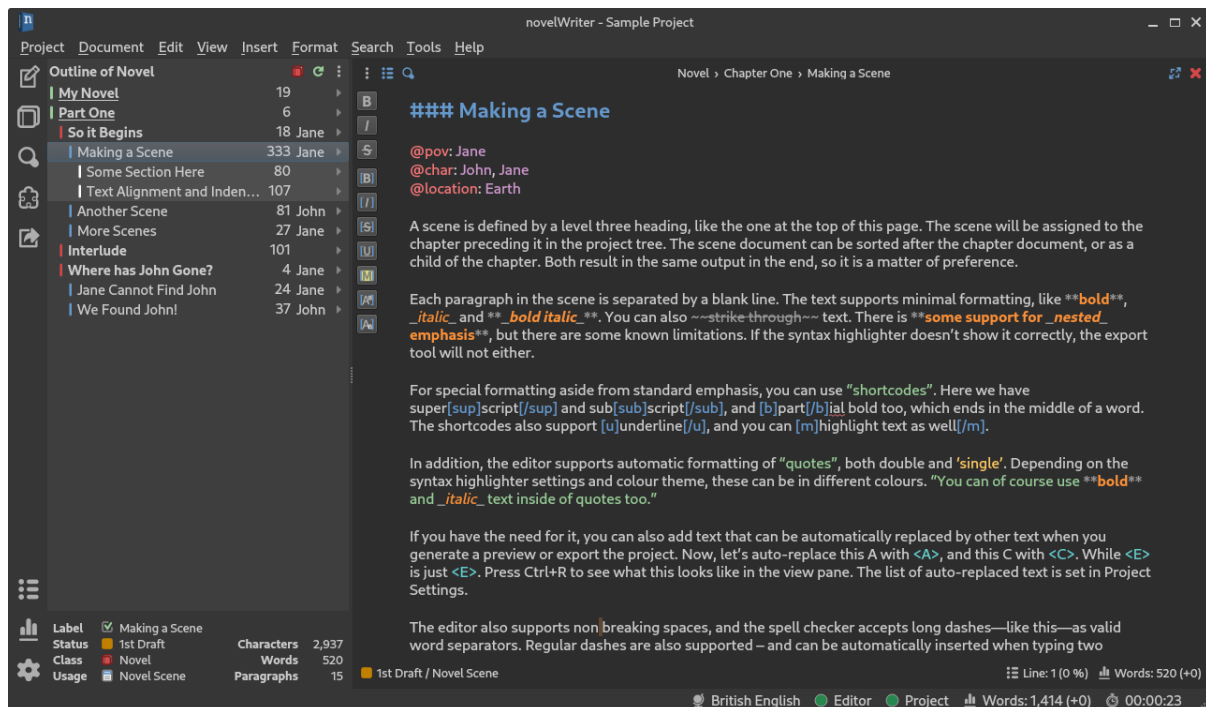 novelWriter - Sample Project
Project Document Edit View Insert Format Search Tools Help
Outline of Novel
My Novel 19
Part One 6
So it Begins 18 Jane
Making a Scene 333 Jane
Some Section Here 80
Text Alignment and Inden... 107
Another Scene 81 John
More Scenes 27 Jane
Interlude 101
Where has John Gone? 4 Jane
Jane Cannot Find John 24 Jane
We Found John! 37 John
Label Making a Scene
Status 1st Draft Characters 2,937
Class Novel Words 520
Usage Novel Scene Paragraphs 15
Novel › Chapter One › Making a Scene
B
I
S
[B]
[I]
[S]
[U]
[M]
### Making a Scene
@pov: Jane
@char: John, Jane
@location: Earth
A scene is defined by a level three heading, like the one at the top of this page. The scene will be assigned to the
chapter preceding it in the project tree. The scene document can be sorted after the chapter document, or as a
child of the chapter. Both result in the same output in the end, so it is a matter of preference.
Each paragraph in the scene is separated by a blank line. The text supports minimal formatting, like **bold**,
_italic_ and **_bold italic_**. You can also ~~strike through~~ text. There is **some support for _nested_
emphasis**, but there are some known limitations. If the syntax highlighter doesn’t show it correctly, the export
tool will not either.
For special formatting aside from standard emphasis, you can use “shortcodes”. Here we have
super[sup]script[/sup] and sub[sub]script[/sub], and [b]part[/b]ial bold too, which ends in the middle of a word.
The shortcodes also support [u]underline[/u], and you can [m]highlight text as well[/m].
In addition, the editor supports automatic formatting of “quotes”, both double and ‘single’. Depending on the
syntax highlighter settings and colour theme, these can be in different colours. “You can of course use **bold**
and _italic_ text inside of quotes too.”
If you have the need for it, you can also add text that can be automatically replaced by other text when you
generate a preview or export the project. Now, let’s auto-replace this A with <A>, and this C with <C>. While <E>
is just <E>. Press Ctrl+R to see what this looks like in the view pane. The list of auto-replaced text is set in Project
Settings.
The editor also supports non breaking spaces, and the spell checker accepts long dashes—like this—as valid
word separators. Regular dashes are also supported – and can be automatically inserted when typing two
1st Draft / Novel Scene Line: 1 (0 %) Words: 520 (+0)
British English Editor Project Words: 1,414 (+0) 00:00:23